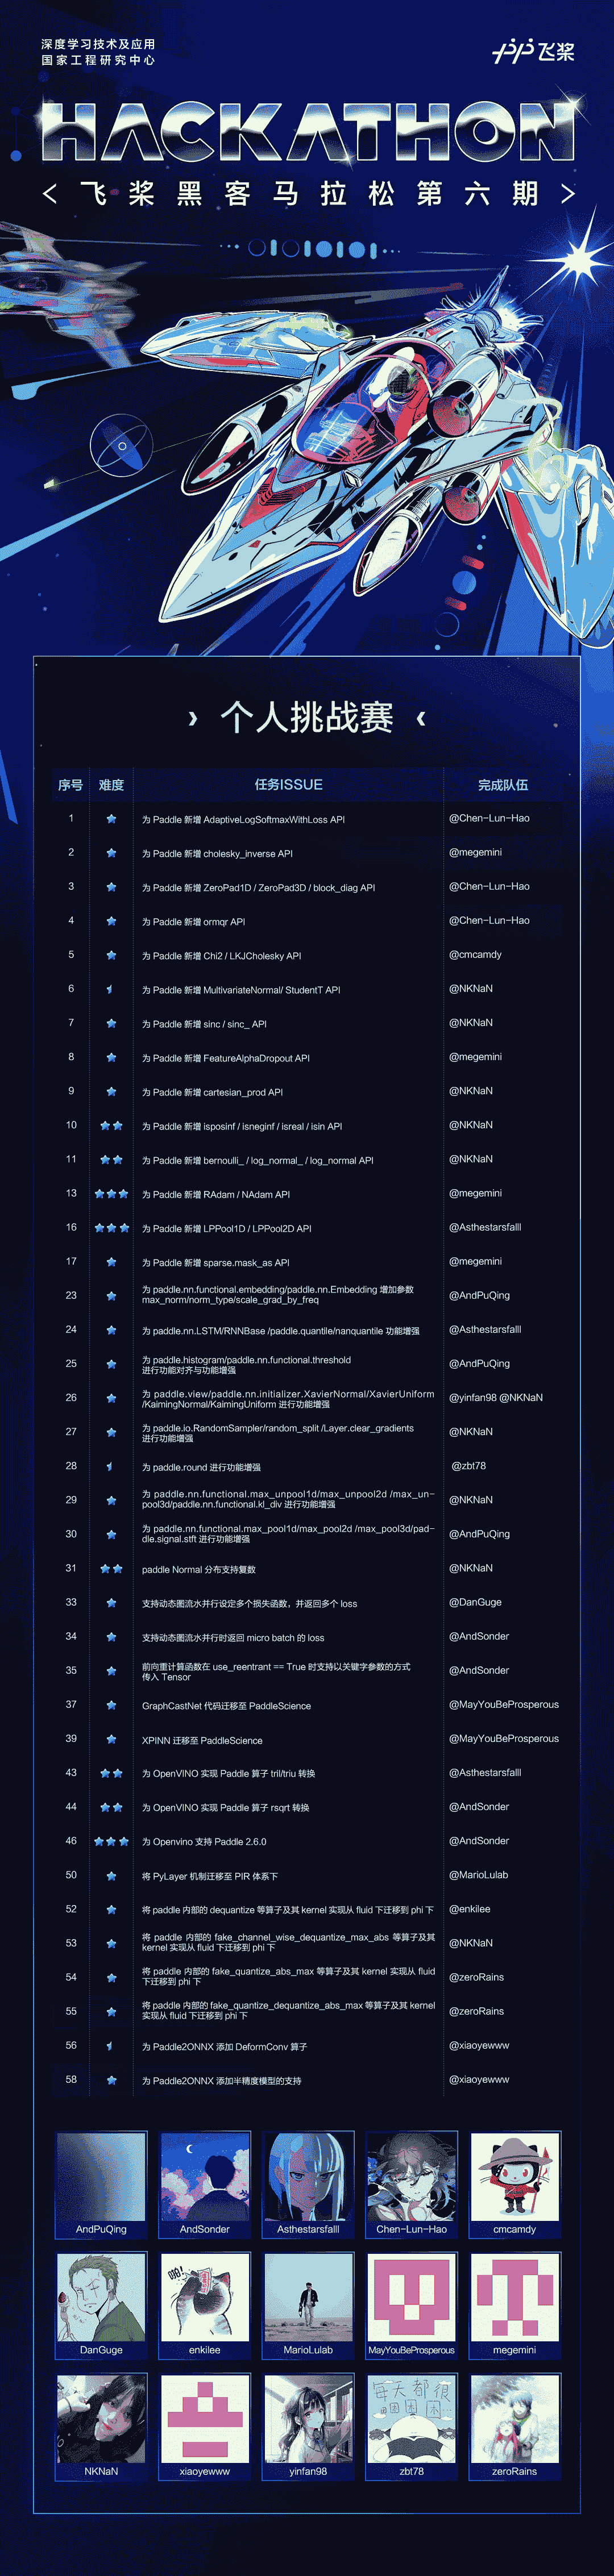 深度学习技术及应用
国家工程研究中心
飞桨
HACKATHON
< 飞桨黑客马拉松第六期 >
› 个人挑战赛 ‹
序号 难度 任务ISSUE 完成队伍
1 为 Paddle 新增 AdaptiveLogSoftmaxWithLoss API @Chen-Lun-Hao
2 为 Paddle 新增 cholesky_inverse API @megemini
3 为 Paddle 新增 ZeroPad1D / ZeroPad3D / block_diag API @Chen-Lun-Hao
4 为 Paddle 新增 ormqr API @Chen-Lun-Hao
5 为 Paddle 新增 Chi2 / LKJCholesky API @cmcamdy
6 为 Paddle 新增 MultivariateNormal/ StudentT API @NKNaN
7 为 Paddle 新增 sinc / sinc_ API @NKNaN
8 为 Paddle 新增 FeatureAlphaDropout API @megemini
9 为 Paddle 新增 cartesian_prod API @NKNaN
10 为 Paddle 新增 isposinf / isneginf / isreal / isin API @NKNaN
11 为 Paddle 新增 bernoulli_ / log_normal_ / log_normal API @NKNaN
13 为 Paddle 新增 RAdam / NAdam API @megemini
16 为 Paddle 新增 LPPool1D / LPPool2D API @Asthestarsfalll
17 为 Paddle 新增 sparse.mask_as API @megemini
23 为 paddle.nn.functional.embedding/paddle.nn.Embedding 增加参数 @AndPuQing
max_norm/norm_type/scale_grad_by_freq
24 为 paddle.nn.LSTM/RNNBase /paddle.quantile/nanquantile 功能增强 @Asthestarsfalll
25 为 paddle.histogram/paddle.nn.functional.threshold @AndPuQing
进行功能对齐与功能增强
26 为 paddle.view/paddle.nn.initializer.XavierNormal/XavierUniform @yinfan98 @NKNaN
/KaimingNormal/KaimingUniform 进行功能增强
27 为 paddle.io.RandomSampler/random_split /Layer.clear_gradients @NKNaN
进行功能增强
28 为 paddle.round 进行功能增强 @zbt78
29 为 paddle.nn.functional.max_unpool1d/max_unpool2d /max_un- @NKNaN
pool3d/paddle.nn.functional.kl_div 进行功能增强
30 为 paddle.nn.functional.max_pool1d/max_pool2d /max_pool3d/pad- @AndPuQing
dle.signal.stft 进行功能增强
31 paddle Normal 分布支持复数 @NKNaN
33 支持动态图流水并行设定多个损失函数，并返回多个 loss @DanGuge
34 支持动态图流水并行时返回 micro batch 的 loss @AndSonder
35 前向重计算函数在 use_reentrant == True 时支持以关键字参数的方式 @AndSonder
传入 Tensor
37 GraphCastNet 代码迁移至 PaddleScience @MayYouBeProsperous
39 XPINN 迁移至 PaddleScience @MayYouBeProsperous
43 为 OpenVINO 实现 Paddle 算子 tril/triu 转换 @Asthestarsfalll
44 为 OpenVINO 实现 Paddle 算子 rsqrt 转换 @AndSonder
46 为 Openvino 支持 Paddle 2.6.0 @AndSonder
50 将 PyLayer 机制迁移至 PIR 体系下 @MarioLulab
52 将 paddle 内部的 dequantize 等算子及其 kernel 实现从 fluid 下迁移到 phi 下 @enkilee
53 将 paddle 内部的 fake_channel_wise_dequantize_max_abs 等算子及其 @NKNaN
kernel 实现从 fluid 下迁移到 phi 下
54 将 paddle 内部的 fake_quantize_abs_max 等算子及其 kernel 实现从 fluid @zeroRains
下迁移到 phi 下
55 将 paddle 内部的 fake_quantize_dequantize_abs_max 等算子及其 kernel @zeroRains
实现从 fluid 下迁移到 phi 下
56 为 Paddle2ONNX 添加 DeformConv 算子 @xiaoyewww
58 为 Paddle2ONNX 添加半精度模型的支持 @xiaoyewww
AndPuQing AndSonder Asthestarsfalll Chen-Lun-Hao cmcamdy
DanGuge enkilee MarioLulab MayYouBeProsperous megemini
每天都很
困困困不
NKNaN xiaoyewww yinfan98 zbt78 zeroRains